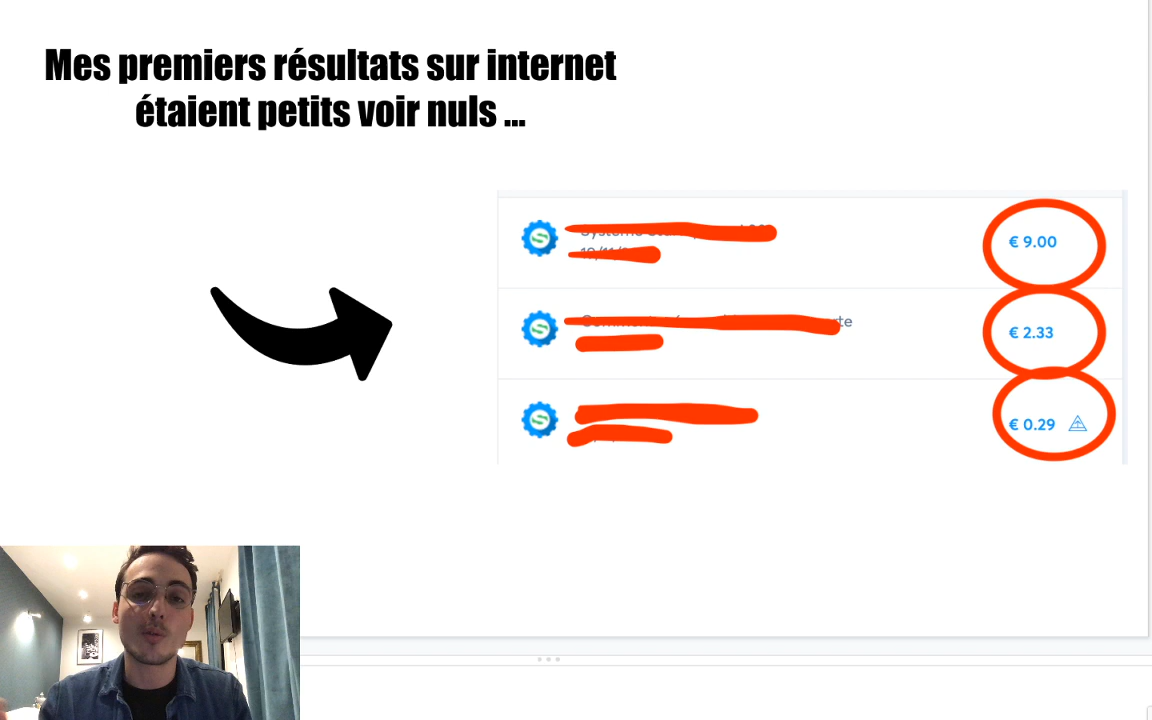 Mes premiers résultats sur internet
étaient petits voir nuls ...
€ 9.00
€ 2.33
€ 0.29